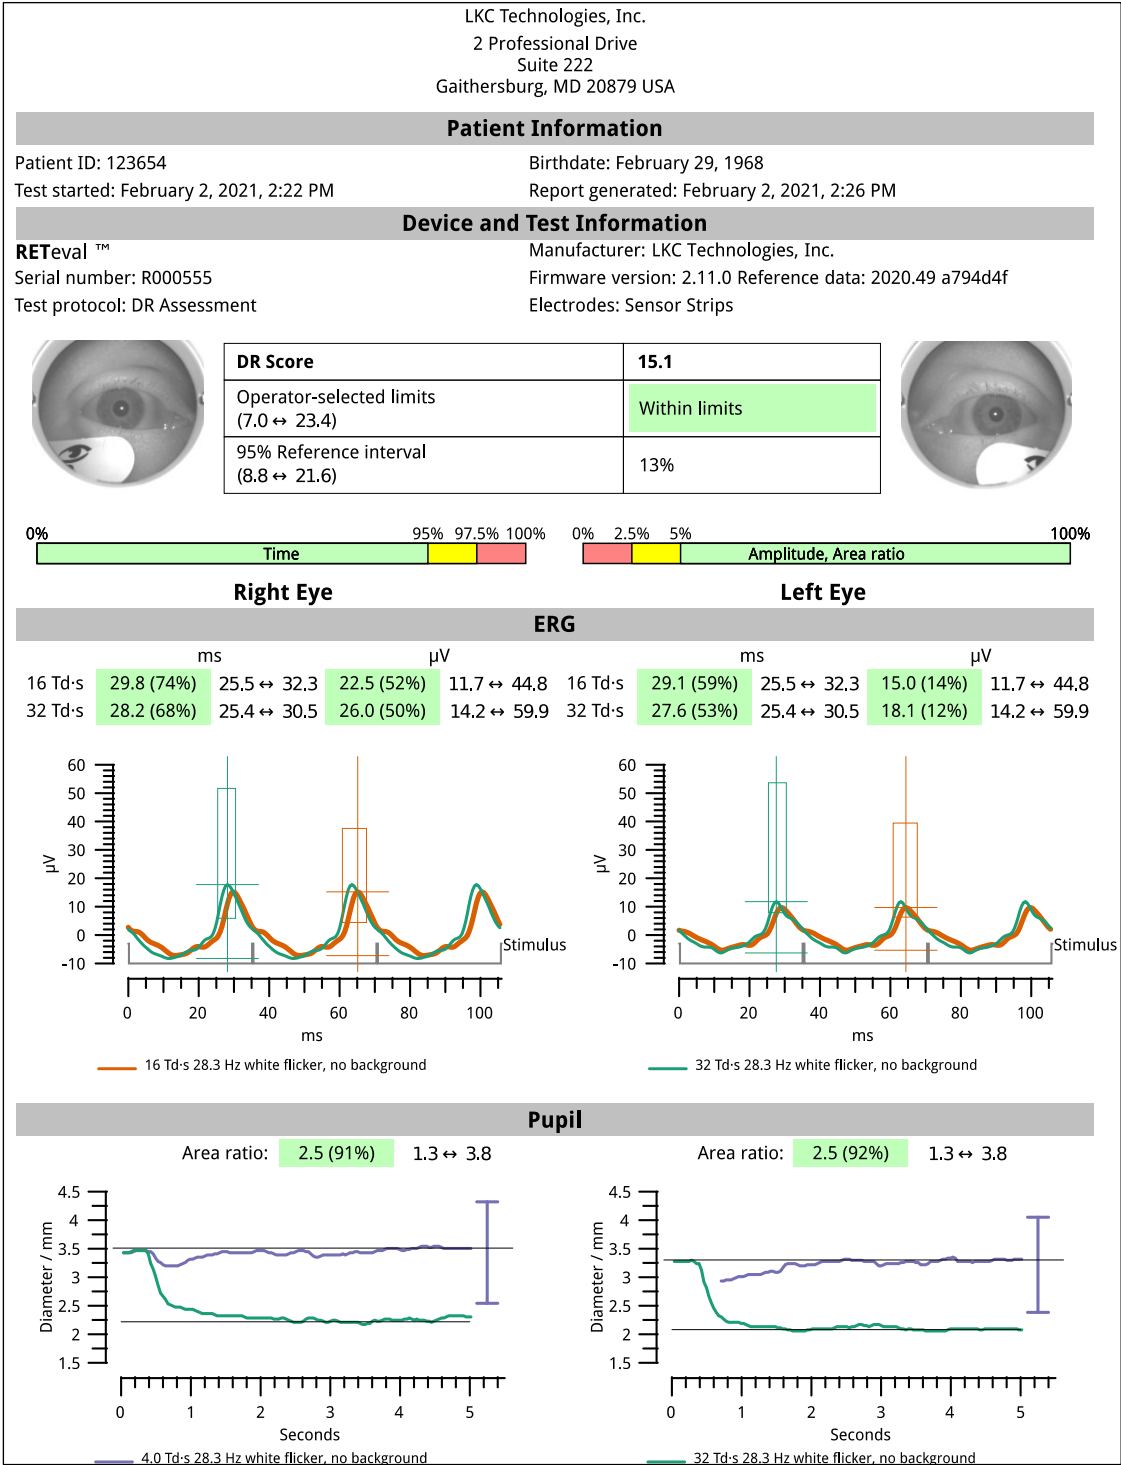 LKC Technologies, Inc.
2 Professional Drive
Suite 222
Gaithersburg, MD 20879 USA
Patient Information
Patient ID: 123654 Birthdate: February 29, 1968
Test started: February 2, 2021, 2:22 PM Report generated: February 2, 2021, 2:26 PM
Device and Test Information
RETeval ™ Manufacturer: LKC Technologies, Inc.
Serial number: R000555 Firmware version: 2.11.0 Reference data: 2020.49 a794d4f
Test protocol: DR Assessment Electrodes: Sensor Strips
DR Score 15.1
Operator-selected limits
(7.0 ↔ 23.4) Within limits
95% Reference interval
(8.8 ↔ 21.6) 13%
0% 95% 97.5% 100% 0% 2.5% 5% 100%
Time Amplitude, Area ratio
Right Eye Left Eye
ERG
ms µV ms µV
16 Td·s 29.8 (74%) 25.5 ↔ 32.3 22.5 (52%) 11.7 ↔ 44.8 16 Td·s 29.1 (59%) 25.5 ↔ 32.3 15.0 (14%) 11.7 ↔ 44.8
32 Td·s 28.2 (68%) 25.4 ↔ 30.5 26.0 (50%) 14.2 ↔ 59.9 32 Td·s 27.6 (53%) 25.4 ↔ 30.5 18.1 (12%) 14.2 ↔ 59.9
60 60
50 50
40 40
30 30
µV µV
20 20
10 10
0 0
Stimulus Stimulus
-10 -10
0 20 40 60 80 100 0 20 40 60 80 100
ms ms
16 Td·s 28.3 Hz white flicker, no background 32 Td·s 28.3 Hz white flicker, no background
Pupil
Area ratio: 2.5 (91%) 1.3 ↔ 3.8 Area ratio: 2.5 (92%) 1.3 ↔ 3.8
4.5 4.5
4 4
3.5 3.5
3 3
Diameter / mm Diameter / mm
2.5 2.5
2 2
1.5 1.5
0 1 2 3 4 5 0 1 2 3 4 5
Seconds Seconds
4.0 Td·s 28.3 Hz white flicker, no background 32 Td·s 28.3 Hz white flicker, no background